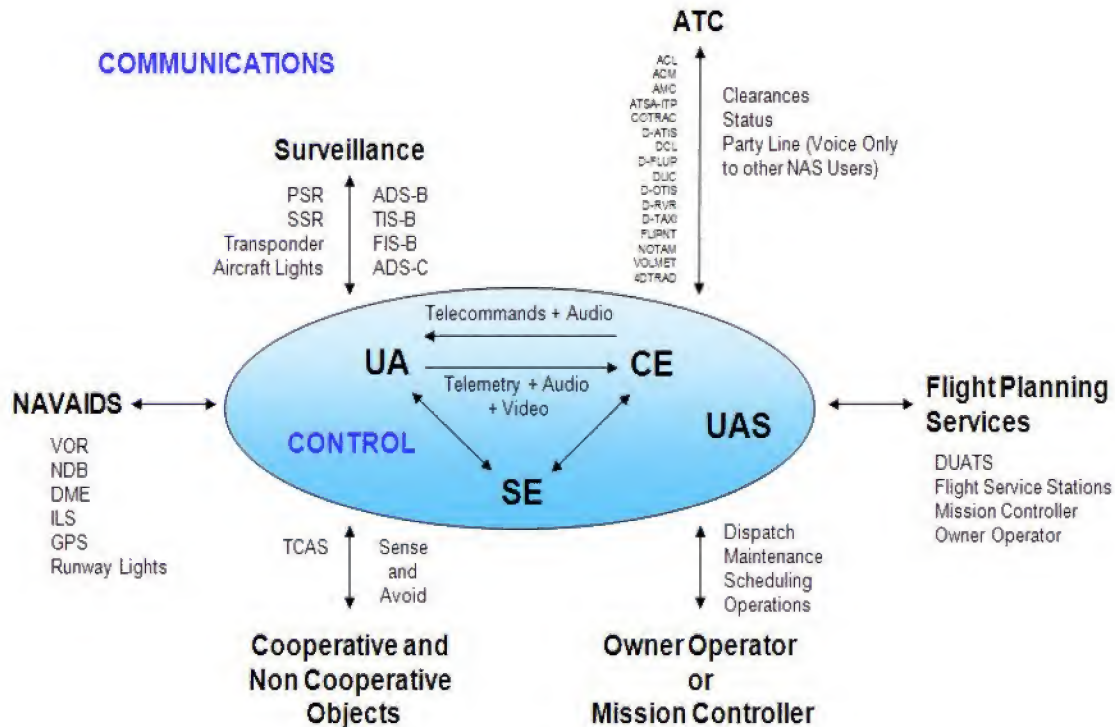 COMMUNICATIONS
ATC
ACL
ACM
AMC
ATSA-ITP
COTRAC
D-ATIS
DCL
D-FLUP
DLIC
D-OTIS
D-RVR
D-TAXI
FLIPNT
NOTAM
VOLMET
4DTRAD
Clearances
Status
Party Line (Voice Only
to other NAS Users)
Surveillance
PSR
SSR
Transponder
Aircraft Lights
ADS-B
TIS-B
FIS-B
ADS-C
Telecommands + Audio
UA
CE
Telemetry + Audio
+ Video
CONTROL
UAS
SE
NAVAIDS
VOR
NDB
DME
ILS
GPS
Runway Lights
Flight Planning
Services
DUATS
Flight Service Stations
Mission Controller
Owner Operator
TCAS
Sense
and
Avoid
Cooperative and
Non Cooperative
Objects
Dispatch
Maintenance
Scheduling
Operations
Owner Operator
or
Mission Controller